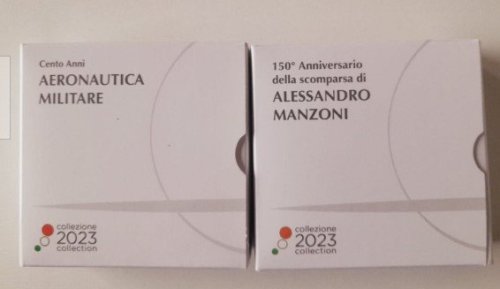 Cento Anni
AERONAUTICA
MILITARE
collezione
2023
collection
150° Anniversario
della scomparsa di
ALESSANDRO
MANZONI
collezione
2023
collection